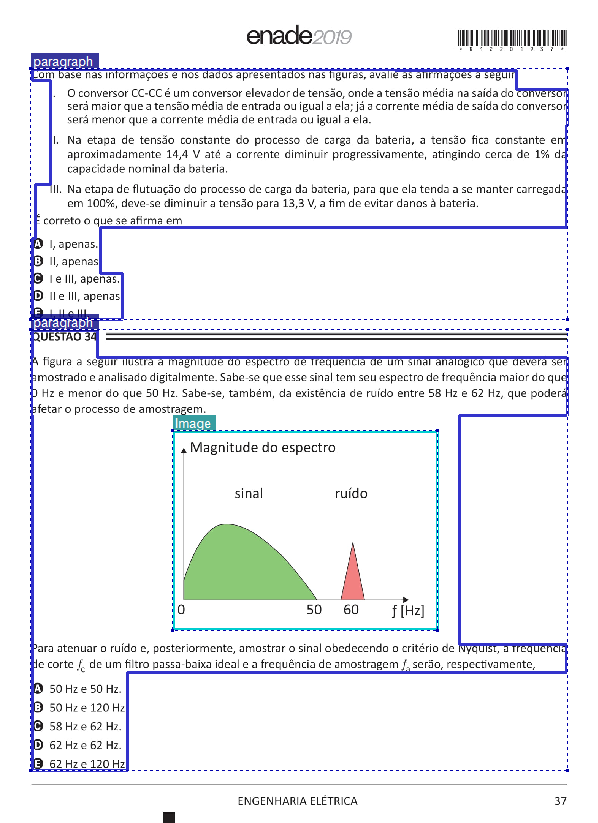 enade2019
paragraph
Com base nas informações e nos dados apresentados nas figuras, avalie as afirmações a seguir.
I. O conversor CC-CC é um conversor elevador de tensão, onde a tensão média na saída do conversor
será maior que a tensão média de entrada ou igual a ela; já a corrente média de saída do conversor
será menor que a corrente média de entrada ou igual a ela.
II. Na etapa de tensão constante do processo de carga da bateria, a tensão fica constante em
aproximadamente 14,4 V até a corrente diminuir progressivamente, atingindo cerca de 1% da
capacidade nominal da bateria.
III. Na etapa de flutuação do processo de carga da bateria, para que ela tenda a se manter carregada
em 100%, deve-se diminuir a tensão para 13,3 V, a fim de evitar danos à bateria.
É correto o que se afirma em
A I, apenas.
B II, apenas.
C I e III, apenas.
D II e III, apenas.
E I, II e III.
paragraph
QUESTÃO 34
A figura a seguir ilustra a magnitude do espectro de frequência de um sinal analógico que deverá ser
amostrado e analisado digitalmente. Sabe-se que esse sinal tem seu espectro de frequência maior do que
0 Hz e menor do que 50 Hz. Sabe-se, também, da existência de ruído entre 58 Hz e 62 Hz, que poderá
afetar o processo de amostragem.
Image
Magnitude do espectro
sinal ruído
0 50 60 f [Hz]
Para atenuar o ruído e, posteriormente, amostrar o sinal obedecendo o critério de Nyquist, a frequência
de corte fc de um filtro passa-baixa ideal e a frequência de amostragem fa serão, respectivamente,
A 50 Hz e 50 Hz.
B 50 Hz e 120 Hz.
C 58 Hz e 62 Hz.
D 62 Hz e 62 Hz.
E 62 Hz e 120 Hz.
ENGENHARIA ELÉTRICA 37